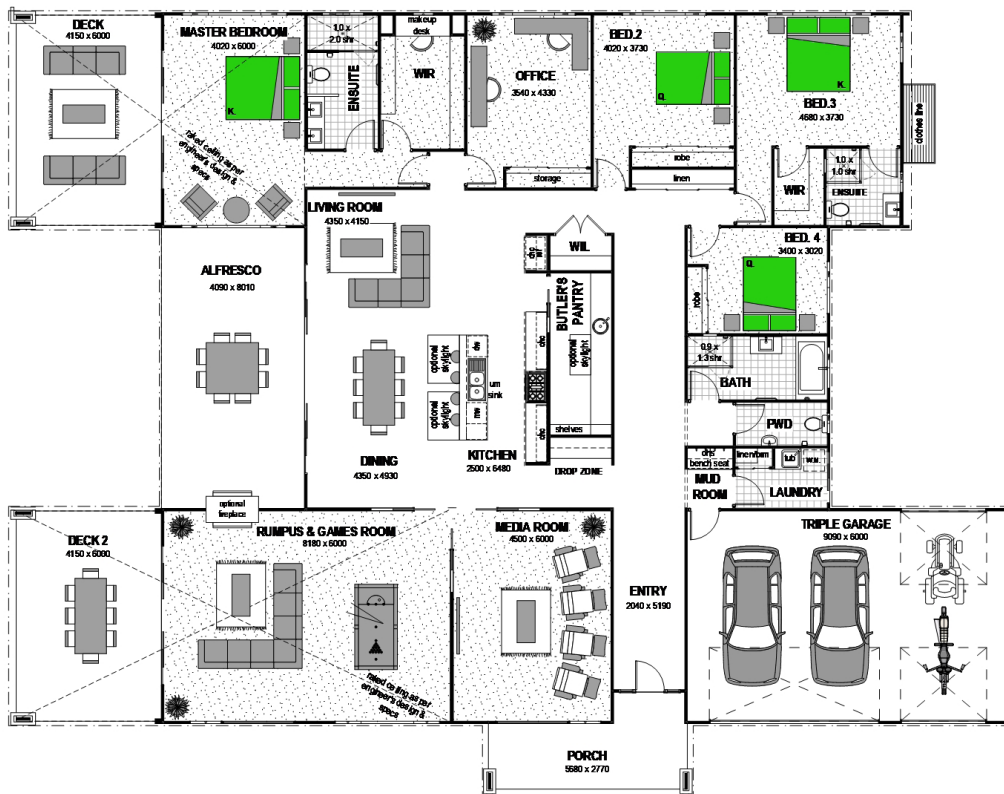 DECK
4150 x 6000
MASTER BEDROOM
4020 x 6000
1.0 x
2.0 shr
ENSUITE
makeup
desk
WIR
OFFICE
3540 x 4330
storage
BED.2
4020 x 3730
Q.
robe
linen
K.
BED.3
4680 x 3730
K.
clothes line
WIR
1.0 x
1.0 shr
ENSUITE
raked ceiling as per
engineer's design &
specs
LIVING ROOM
4350 x 4150
WIL
BED. 4
3400 x 3020
Q.
robe
ALFRESCO
4090 x 8010
BUTLER'S
PANTRY
optional
skylight
shelves
DROP ZONE
optional
skylight
optional
skylight
dw
um
sink
mw
ohc
ohc
KITCHEN
2500 x 6480
DINING
4350 x 4930
0.9 x
1.3 shr
BATH
PWD
ohs
bench seat
MUD
ROOM
linen/brm
tub
w.m.
LAUNDRY
optional
fireplace
DECK 2
4150 x 6000
RUMPUS & GAMES ROOM
8180 x 6000
raked ceiling as per
engineer's design &
specs
MEDIA ROOM
4500 x 6000
ENTRY
2040 x 5190
TRIPLE GARAGE
9090 x 6000
PORCH
5680 x 2770